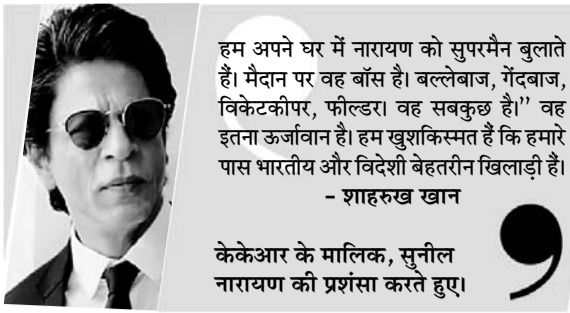 हम अपने घर में नारायण को सुपरमैन बुलाते
हैं। मैदान पर वह बॉस है। बल्लेबाज, गेंदबाज,
विकेटकीपर, फील्डर। वह सबकुछ है।’’ वह
इतना ऊर्जावान है। हम खुशकिस्मत हैं कि हमारे
पास भारतीय और विदेशी बेहतरीन खिलाड़ी हैं।
– शाहरुख खान
केकेआर के मालिक, सुनील
नारायण की प्रशंसा करते हुए।